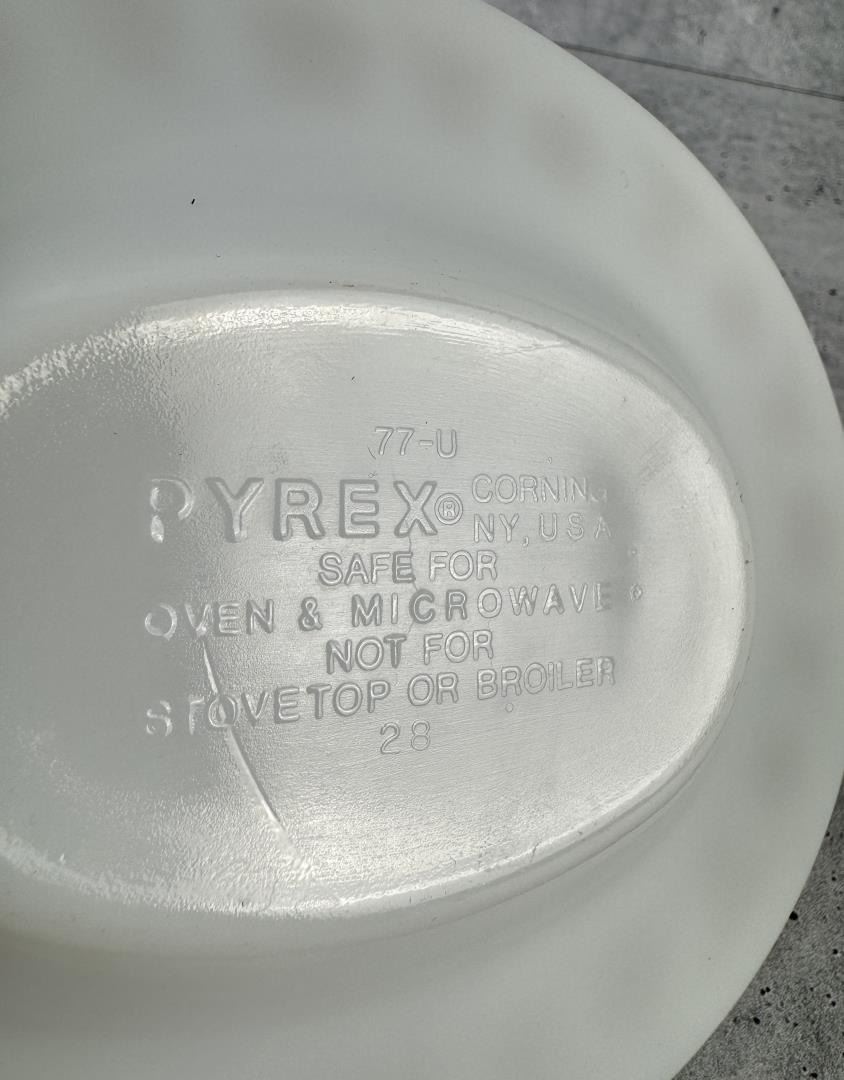 77-U
PYREX® CORNING
NY, USA
SAFE FOR
OVEN & MICROWAVE
NOT FOR
STOVETOP OR BROILER
28